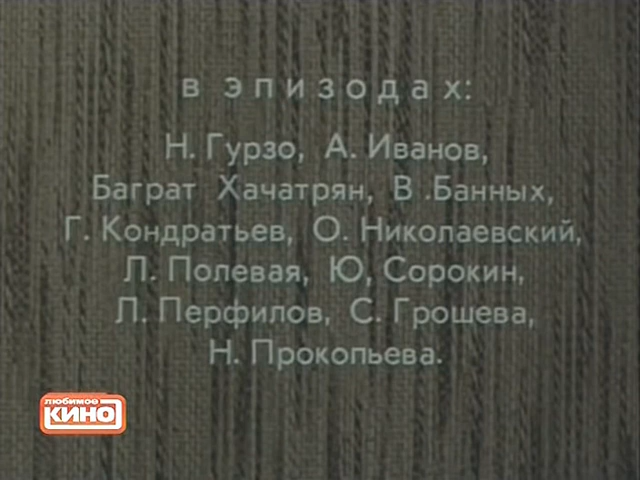 в эпизодах:
Н. Гурзо, А. Иванов,
Баграт Хачатрян, В .Банных,
Г. Кондратьев, О. Николаевский,
Л. Полевая, Ю, Сорокин,
Л. Перфилов, С. Грошева,
Н. Прокопьева.
любимое
КИНО